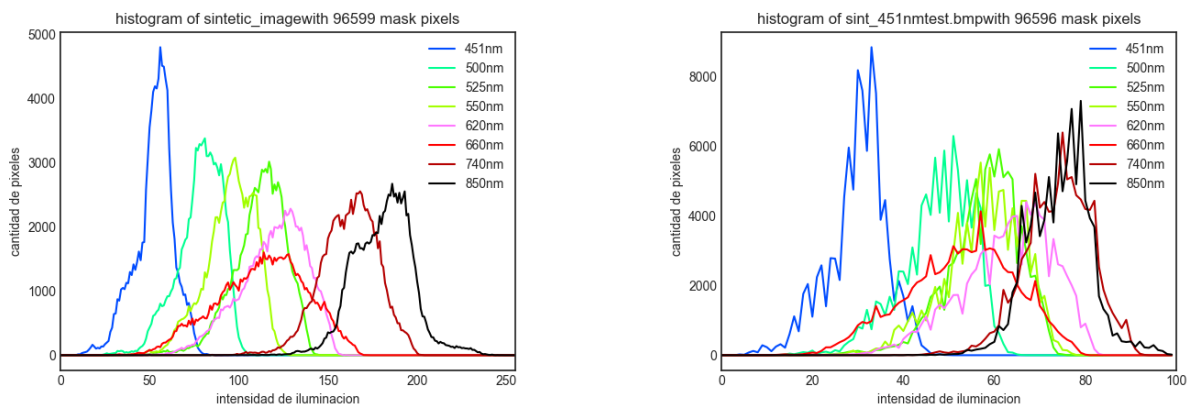 histogram of sintetic_imagewith 96599 mask pixels
5000
4000
3000
2000
1000
0
cantidad de pixeles
451nm
500nm
525nm
550nm
620nm
660nm
740nm
850nm
0 50 100 150 200 250
intensidad de iluminacion
histogram of sint_451nmtest.bmpwith 96596 mask pixels
8000
6000
4000
2000
0
cantidad de pixeles
451nm
500nm
525nm
550nm
620nm
660nm
740nm
850nm
0 20 40 60 80 100
intensidad de iluminacion